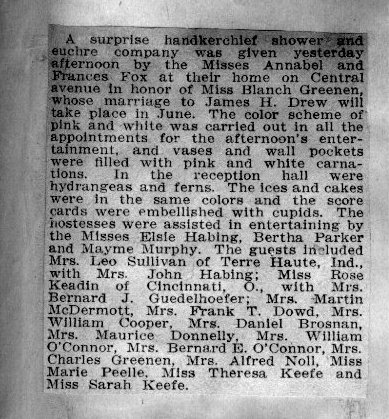 A surprise handkerchief shower and
euchre company was given yesterday
afternoon by the Misses Annabel and
Frances Fox at their home on Central
avenue in honor of Miss Blanch Greenen,
whose marriage to James H. Drew will
take place in June. The color scheme of
pink and white was carried out in all the
appointments for the afternoon's enter-
tainment, and vases and wall pockets
were filled with pink and white carna-
tions. In the reception hall were
hydrangeas and ferns. The ices and cakes
were in the same colors and the score
cards were embellished with cupids. The
hostesses were assisted in entertaining by
the Misses Elsie Habing, Bertha Parker
and Mayme Murphy. The guests included
Mrs. Leo Sullivan of Terre Haute, Ind.,
with Mrs. John Habing; Miss Rose
Keadin of Cincinnati, O., with Mrs.
Bernard J. Guedelhoefer; Mrs. Martin
McDermott, Mrs. Frank T. Dowd, Mrs.
William Cooper, Mrs. Daniel Brosnan,
Mrs. Maurice Donnelly, Mrs. William
O'Connor, Mrs. Bernard E. O'Connor, Mrs.
Charles Greenen, Mrs. Alfred Noll, Miss
Marie Peelle, Miss Theresa Keefe and
Miss Sarah Keefe.